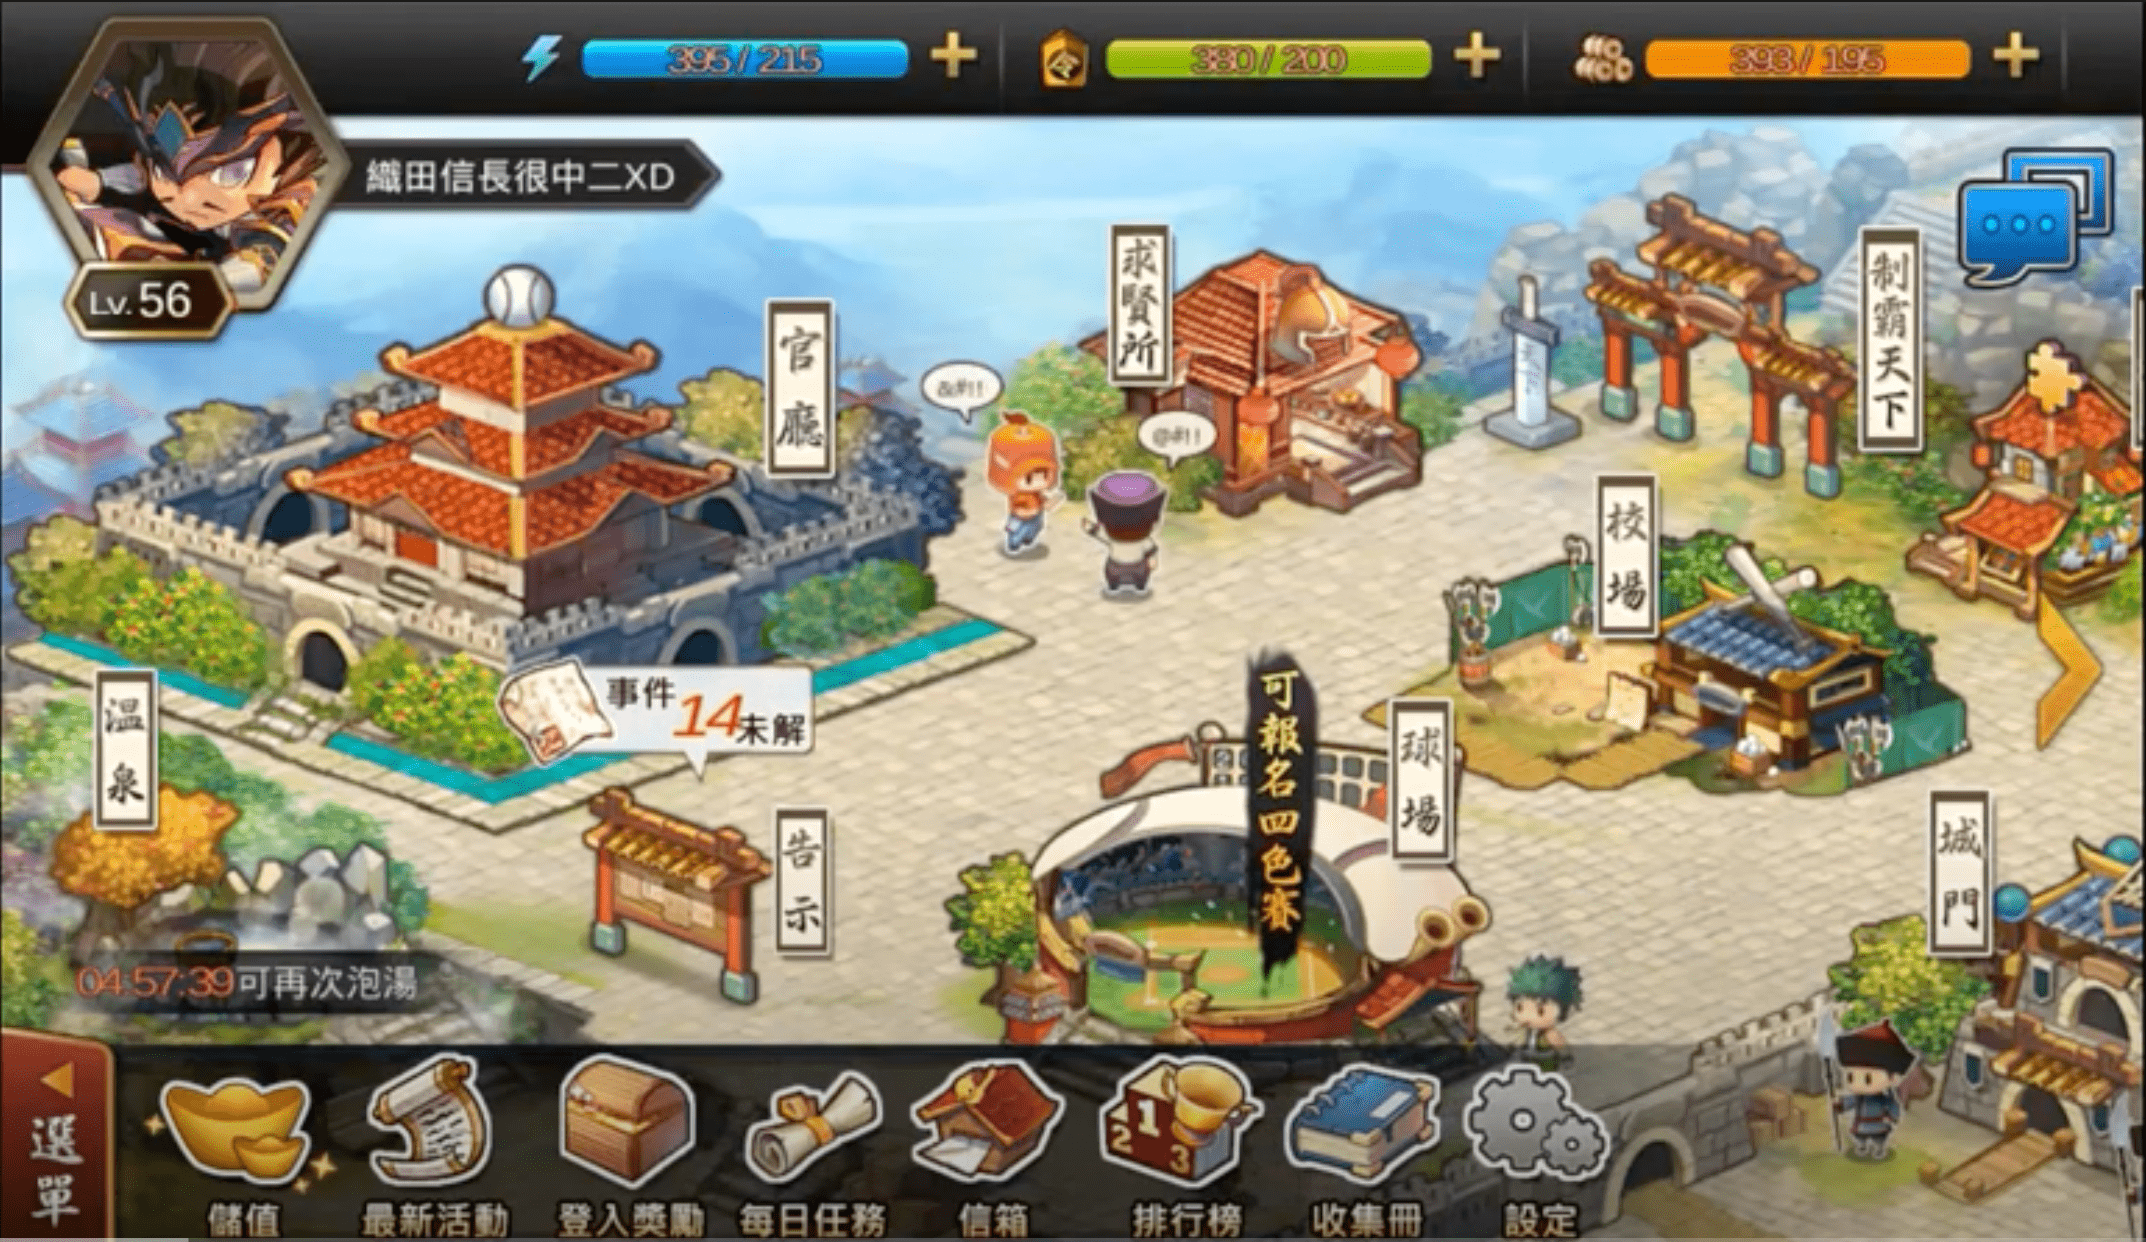 395/215
380/200
393/195
織田信長很中二XD
Lv.56
求賢所
制霸天下
官廳
&#!!
@#!!
校場
溫泉
事件14未解
可報名四色賽
球場
告示
城門
04:57:39可再次泡湯
選單
1
2
3
儲值
最新活動
登入獎勵
每日任務
信箱
排行榜
收集冊
設定